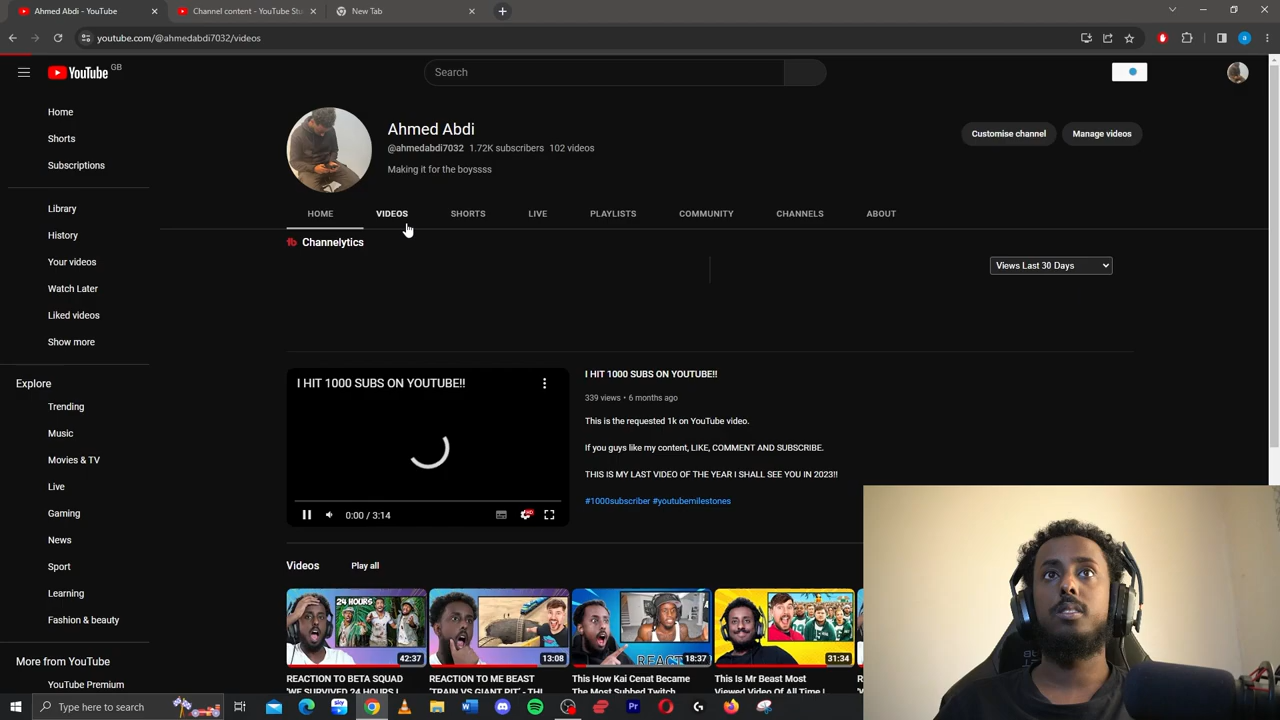 Ahmed Abdi - YouTube
Channel content - YouTube Stu
New Tab
youtube.com/@ahmedabdi7032/videos
YouTube GB
Search
Home
Shorts
Subscriptions
Library
History
Your videos
Watch Later
Liked videos
Show more
Explore
Trending
Music
Movies & TV
Live
Gaming
News
Sport
Learning
Fashion & beauty
More from YouTube
YouTube Premium
Ahmed Abdi
@ahmedabdi7032 1.72K subscribers 102 videos
Making it for the boyssss
Customise channel
Manage videos
HOME VIDEOS SHORTS LIVE PLAYLISTS COMMUNITY CHANNELS ABOUT
Channelytics
Views Last 30 Days
I HIT 1000 SUBS ON YOUTUBE!!
0:00 / 3:14
I HIT 1000 SUBS ON YOUTUBE!!
339 views • 6 months ago
This is the requested 1k on YouTube video.
If you guys like my content, LIKE, COMMENT AND SUBSCRIBE.
THIS IS MY LAST VIDEO OF THE YEAR I SHALL SEE YOU IN 2023!!
#1000subscriber #youtubemilestones
Videos
Play all
24 HOURS
42:37
13:08
REACT
18:37
31:34
REACTION TO BETA SQUAD
'WE SURVIVED 24 HOURS I
REACTION TO ME BEAST
'TRAIN VS GIANT PIT' - THI
This How Kai Cenat Became
The Most Subbed Twitch
This Is Mr Beast Most
Viewed Video Of All Time |
Type here to search